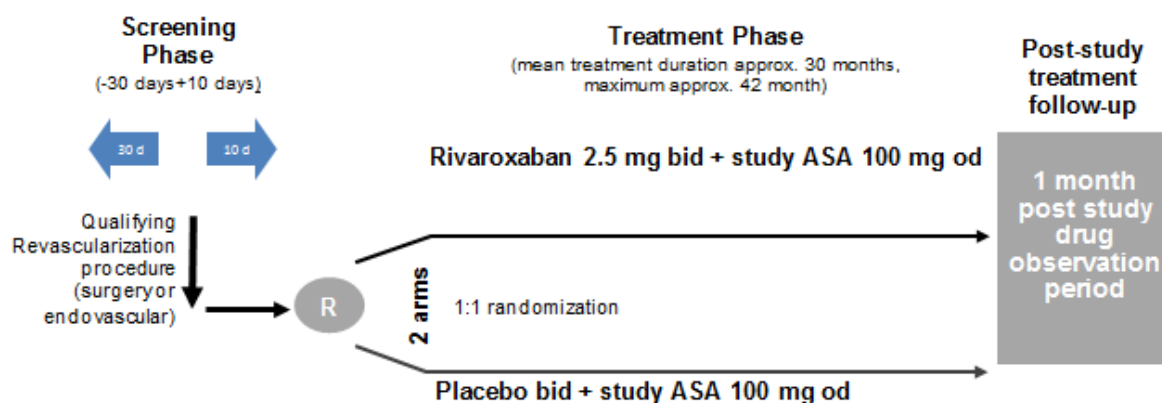 Screening
Phase
(-30 days+10 days)
30 d
10 d
Qualifying
Revascularization
procedure
(surgery or
endovascular)
R
Treatment Phase
(mean treatment duration approx. 30 months,
maximum approx. 42 month)
Rivaroxaban 2.5 mg bid + study ASA 100 mg od
2 arms
1:1 randomization
Placebo bid + study ASA 100 mg od
Post-study
treatment
follow-up
1 month
post study
drug
observation
period